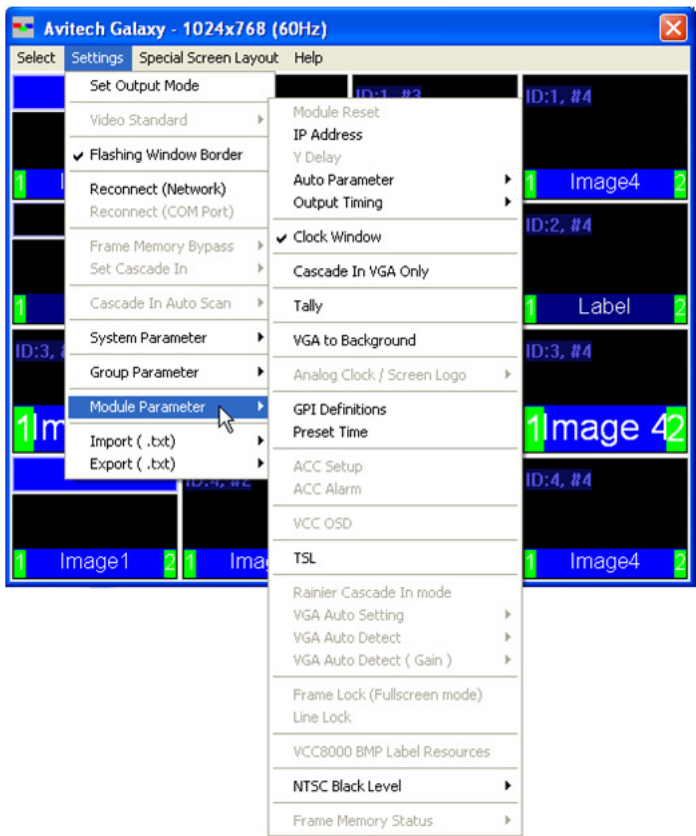 Avitech Galaxy - 1024x768 (60Hz)
Select Settings Special Screen Layout Help
Set Output Mode
Video Standard
Flashing Window Border
Reconnect (Network)
Reconnect (COM Port)
Frame Memory Bypass
Set Cascade In
Cascade In Auto Scan
System Parameter
Group Parameter
Module Parameter
Import ( .txt)
Export ( .txt)
Module Reset
IP Address
Y Delay
Auto Parameter
Output Timing
Clock Window
Cascade In VGA Only
Tally
VGA to Background
Analog Clock / Screen Logo
GPI Definitions
Preset Time
ACC Setup
ACC Alarm
VCC OSD
TSL
Rainier Cascade In mode
VGA Auto Setting
VGA Auto Detect
VGA Auto Detect ( Gain )
Frame Lock (Fullscreen mode)
Line Lock
VCC8000 BMP Label Resources
NTSC Black Level
Frame Memory Status
ID:1, #3
ID:1, #4
1
1 Image4 2
ID:2, #4
1
1 Label 2
ID:3,
ID:3, #4
1
1 Image 4 2
ID:4, #2
ID:4, #4
1 Image1 2
1
1 Image4 2